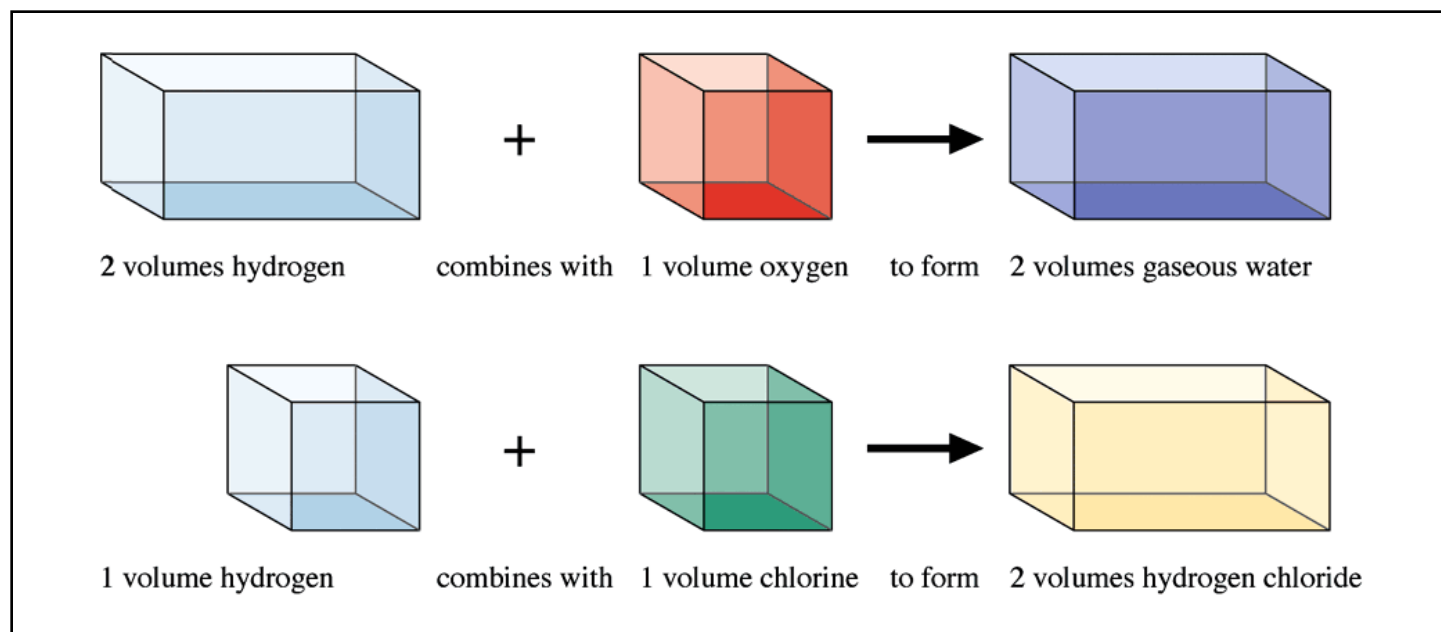 +
2 volumes hydrogen combines with 1 volume oxygen to form 2 volumes gaseous water
+
1 volume hydrogen combines with 1 volume chlorine to form 2 volumes hydrogen chloride